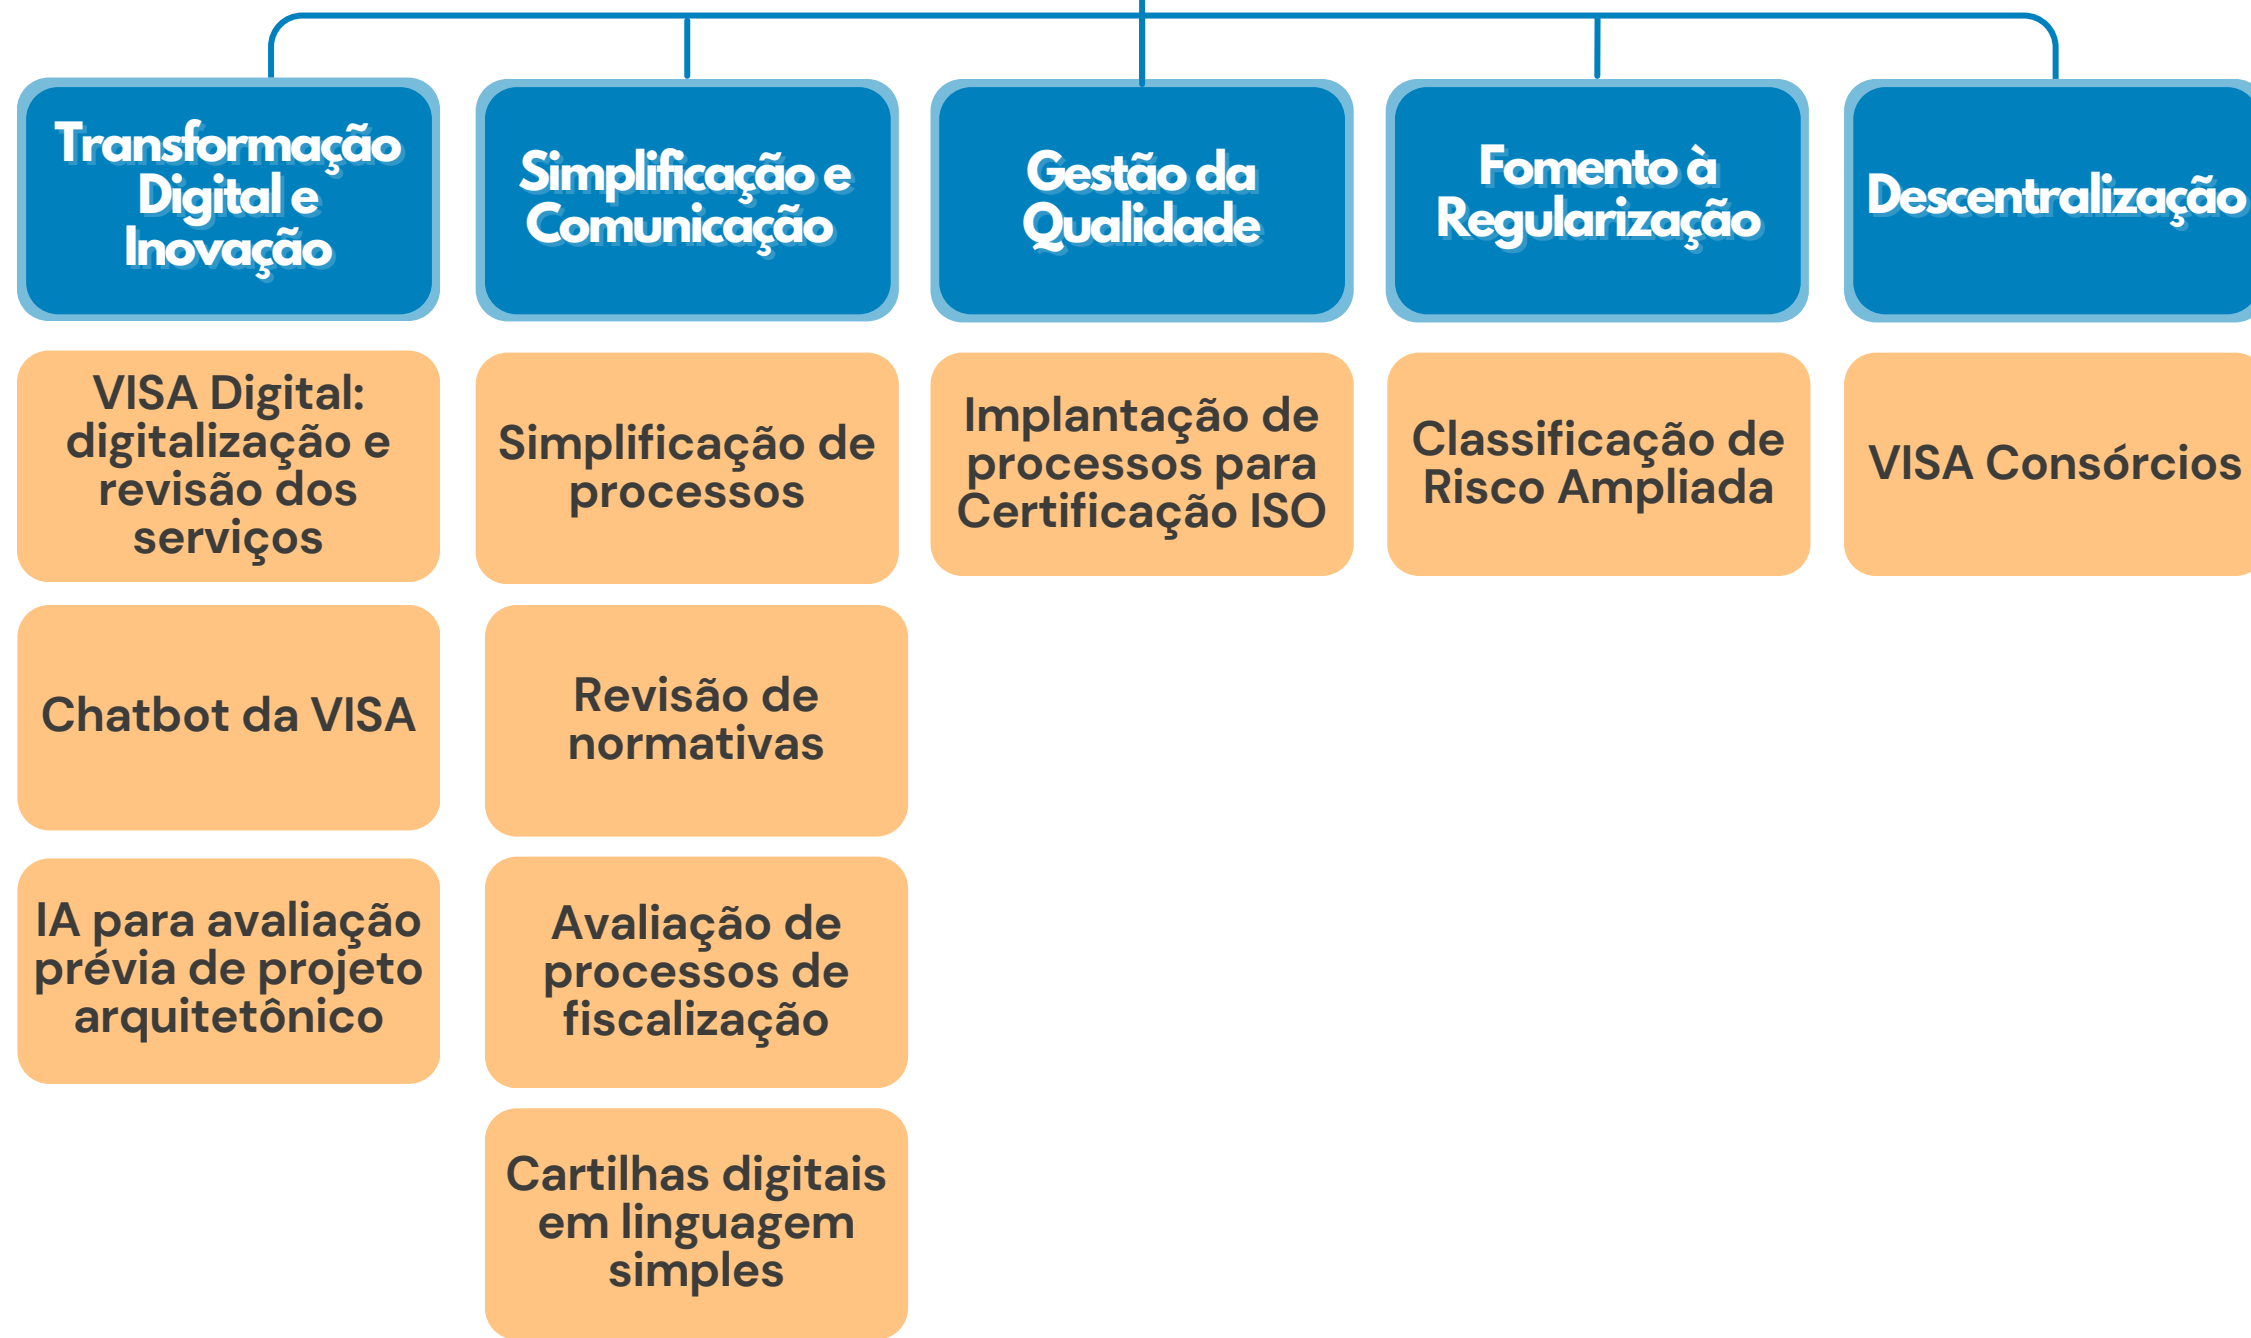 Transformação
Digital e
Inovação
Simplificação e
Comunicação
Gestão da
Qualidade
Fomento à
Regularização
Descentralização
VISA Digital:
digitalização e
revisão dos
serviços
Simplificação de
processos
Implantação de
processos para
Certificação ISO
Classificação de
Risco Ampliada
VISA Consórcios
Chatbot da VISA
Revisão de
normativas
IA para avaliação
prévia de projeto
arquitetônico
Avaliação de
processos de
fiscalização
Cartilhas digitais
em linguagem
simples